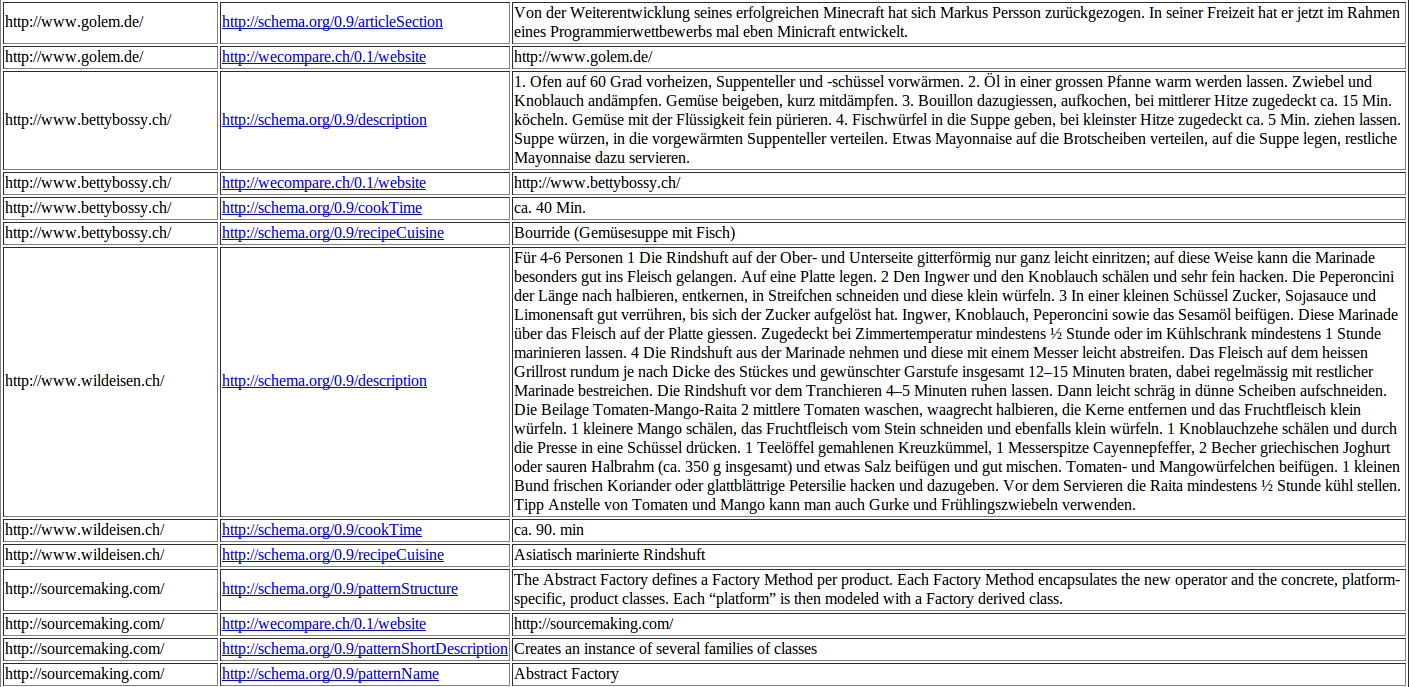 http://www.golem.de/ http://schema.org/0.9/articleSection Von der Weiterentwicklung seines erfolgreichen Minecraft hat sich Markus Persson zurückgezogen. In seiner Freizeit hat er jetzt im Rahmen
eines Programmierwettbewerbs mal eben Minicraft entwickelt.
http://www.golem.de/ http://wecompare.ch/0.1/website http://www.golem.de/
http://www.bettybossy.ch/ http://schema.org/0.9/description 1. Ofen auf 60 Grad vorheizen, Suppenteller und -schüssel vorwärmen. 2. Öl in einer grossen Pfanne warm werden lassen. Zwiebel und
Knoblauch andämpfen. Gemüse beigeben, kurz mitdämpfen. 3. Bouillon dazugiessen, aufkochen, bei mittlerer Hitze zugedeckt ca. 15 Min.
köcheln. Gemüse mit der Flüssigkeit fein pürieren. 4. Fischwürfel in die Suppe geben, bei kleinster Hitze zugedeckt ca. 5 Min. ziehen lassen.
Suppe würzen, in die vorgewärmten Suppenteller verteilen. Etwas Mayonnaise auf die Brotscheiben verteilen, auf die Suppe legen, restliche
Mayonnaise dazu servieren.
http://www.bettybossy.ch/ http://wecompare.ch/0.1/website http://www.bettybossy.ch/
http://www.bettybossy.ch/ http://schema.org/0.9/cookTime ca. 40 Min.
http://www.bettybossy.ch/ http://schema.org/0.9/recipeCuisine Bourride (Gemüsesuppe mit Fisch)
http://www.wildeisen.ch/ http://schema.org/0.9/description Für 4-6 Personen 1 Die Rindshuft auf der Ober- und Unterseite gitterförmig nur ganz leicht einritzen; auf diese Weise kann die Marinade
besonders gut ins Fleisch gelangen. Auf eine Platte legen. 2 Den Ingwer und den Knoblauch schälen und sehr fein hacken. Die Peperoncini
der Länge nach halbieren, entkernen, in Streifchen schneiden und diese klein würfeln. 3 In einer kleinen Schüssel Zucker, Sojasauce und
Limonensaft gut verrühren, bis sich der Zucker aufgelöst hat. Ingwer, Knoblauch, Peperoncini sowie das Sesamöl beifügen. Diese Marinade
über das Fleisch auf der Platte giessen. Zugedeckt bei Zimmertemperatur mindestens ½ Stunde oder im Kühlschrank mindestens 1 Stunde
marinieren lassen. 4 Die Rindshuft aus der Marinade nehmen und diese mit einem Messer leicht abstreifen. Das Fleisch auf dem heissen
Grillrost rundum je nach Dicke des Stückes und gewünschter Garstufe insgesamt 12–15 Minuten braten, dabei regelmässig mit restlicher
Marinade bestreichen. Die Rindshuft vor dem Tranchieren 4–5 Minuten ruhen lassen. Dann leicht schräg in dünne Scheiben aufschneiden.
Die Beilage Tomaten-Mango-Raita 2 mittlere Tomaten waschen, waagrecht halbieren, die Kerne entfernen und das Fruchtfleisch klein
würfeln. 1 kleinere Mango schälen, das Fruchtfleisch vom Stein schneiden und ebenfalls klein würfeln. 1 Knoblauchzehe schälen und durch
die Presse in eine Schüssel drücken. 1 Teelöffel gemahlenen Kreuzkümmel, 1 Messerspitze Cayennepfeffer, 2 Becher griechischen Joghurt
oder sauren Halbrahm (ca. 350 g insgesamt) und etwas Salz beifügen und gut mischen. Tomaten- und Mangowürfelchen beifügen. 1 kleinen
Bund frischen Koriander oder glattblättrige Petersilie hacken und dazugeben. Vor dem Servieren die Raita mindestens ½ Stunde kühl stellen.
Tipp Anstelle von Tomaten und Mango kann man auch Gurke und Frühlingszwiebeln verwenden.
http://www.wildeisen.ch/ http://schema.org/0.9/cookTime ca. 90. min
http://www.wildeisen.ch/ http://schema.org/0.9/recipeCuisine Asiatisch marinierte Rindshuft
http://sourcemaking.com/ http://schema.org/0.9/patternStructure The Abstract Factory defines a Factory Method per product. Each Factory Method encapsulates the new operator and the concrete, platform-
specific, product classes. Each “platform” is then modeled with a Factory derived class.
http://sourcemaking.com/ http://wecompare.ch/0.1/website http://sourcemaking.com/
http://sourcemaking.com/ http://schema.org/0.9/patternShortDescription Creates an instance of several families of classes
http://sourcemaking.com/ http://schema.org/0.9/patternName Abstract Factory